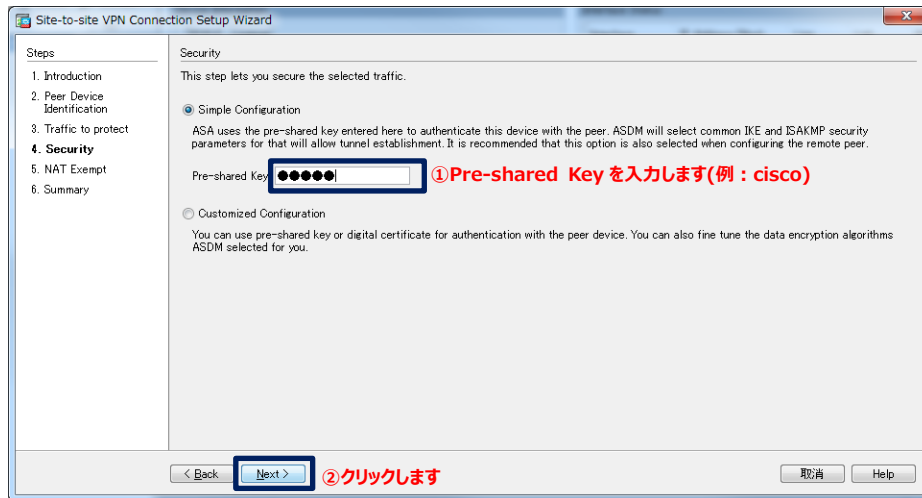 Site-to-site VPN Connection Setup Wizard
Steps
1. Introduction
2. Peer Device
Identification
3. Traffic to protect
4. Security
5. NAT Exempt
6. Summary
Security
This step lets you secure the selected traffic.
Simple Configuration
ASA uses the pre-shared key entered here to authenticate this device with the peer. ASDM will select common IKE and ISAKMP security
parameters for that will allow tunnel establishment. It is recommended that this option is also selected when configuring the remote peer.
Pre-shared Key ●●●●●
①Pre-shared Keyを入力します(例：cisco)
Customized Configuration
You can use pre-shared key or digital certificate for authentication with the peer device. You can also fine tune the data encryption algorithms
ASDM selected for you.
< Back
Next >
②クリックします
取消
Help